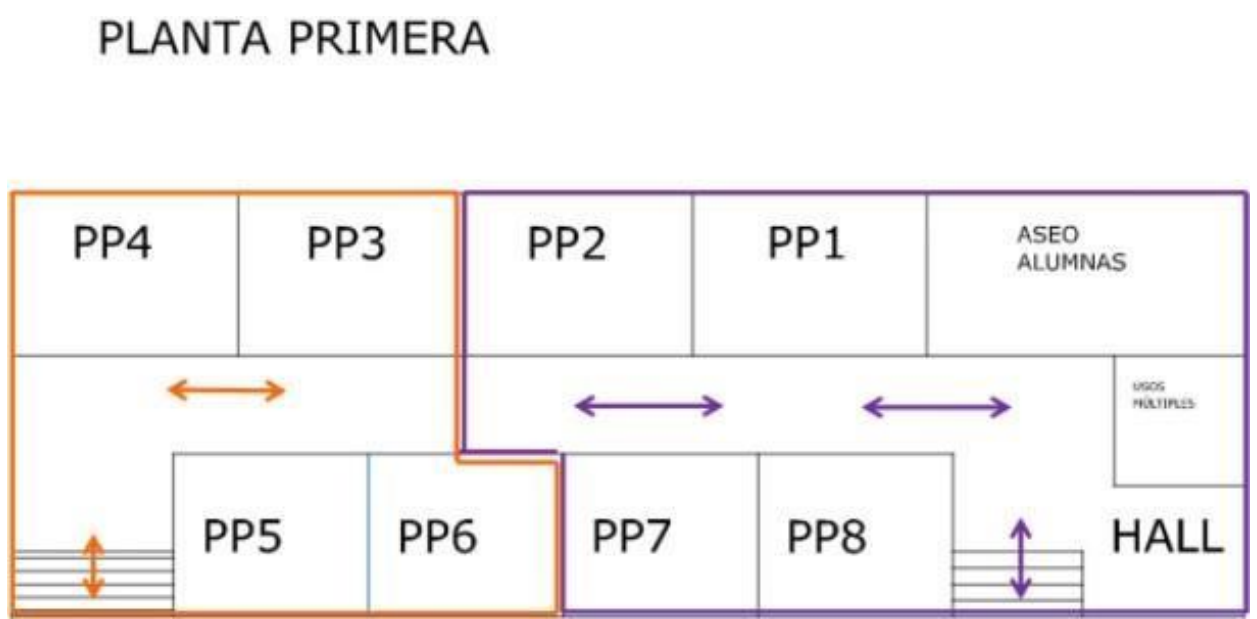 PLANTA PRIMERA
PP4
PP3
PP2
PP1
ASEO
ALUMNAS
USOS
MÚLTIPLES
PP5
PP6
PP7
PP8
HALL